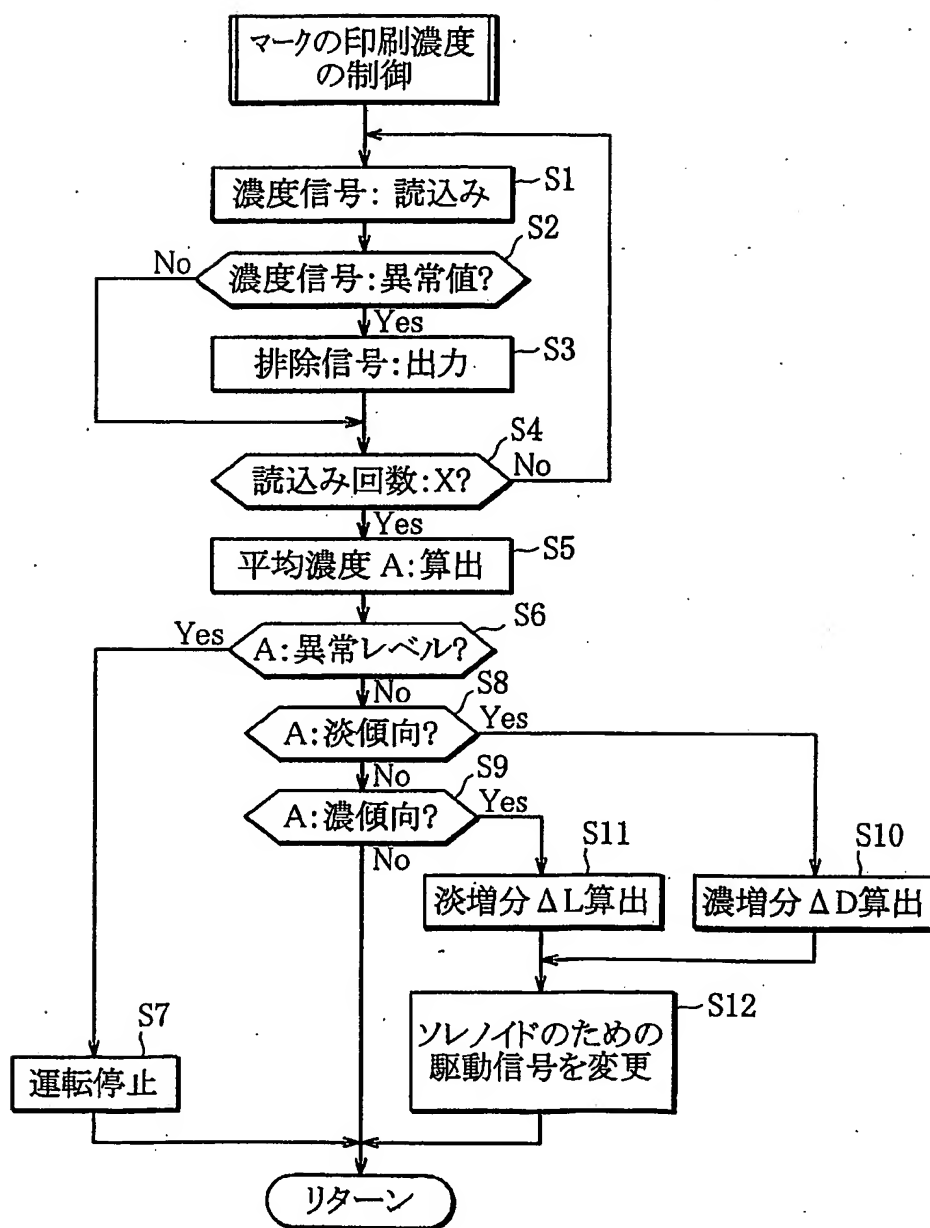 マークの印刷濃度
の制御
濃度信号: 読込み
S1
S2
No
濃度信号:異常値?
Yes
S3
排除信号:出力
S4
読込み回数:X?
No
Yes
S5
平均濃度 A:算出
S6
Yes
A:異常レベル?
No
S8
A:淡傾向?
Yes
No
S9
A:濃傾向?
Yes
No
S11
S10
淡増分ΔL算出
濃増分ΔD算出
S12
ソレノイドのための
駆動信号を変更
S7
運転停止
リターン